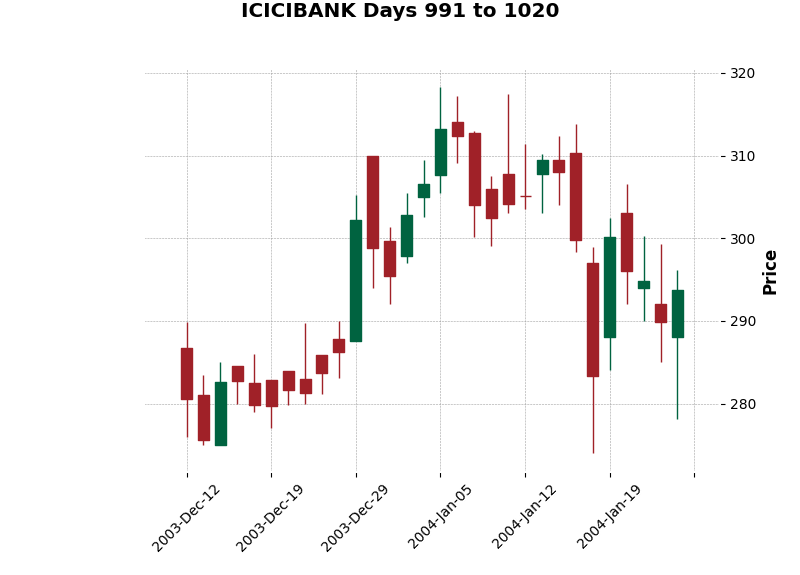 ICICIBANK Days 991 to 1020
320
310
300
290
280
Price
2003-Dec-12
2003-Dec-19
2003-Dec-29
2004-Jan-05
2004-Jan-12
2004-Jan-19